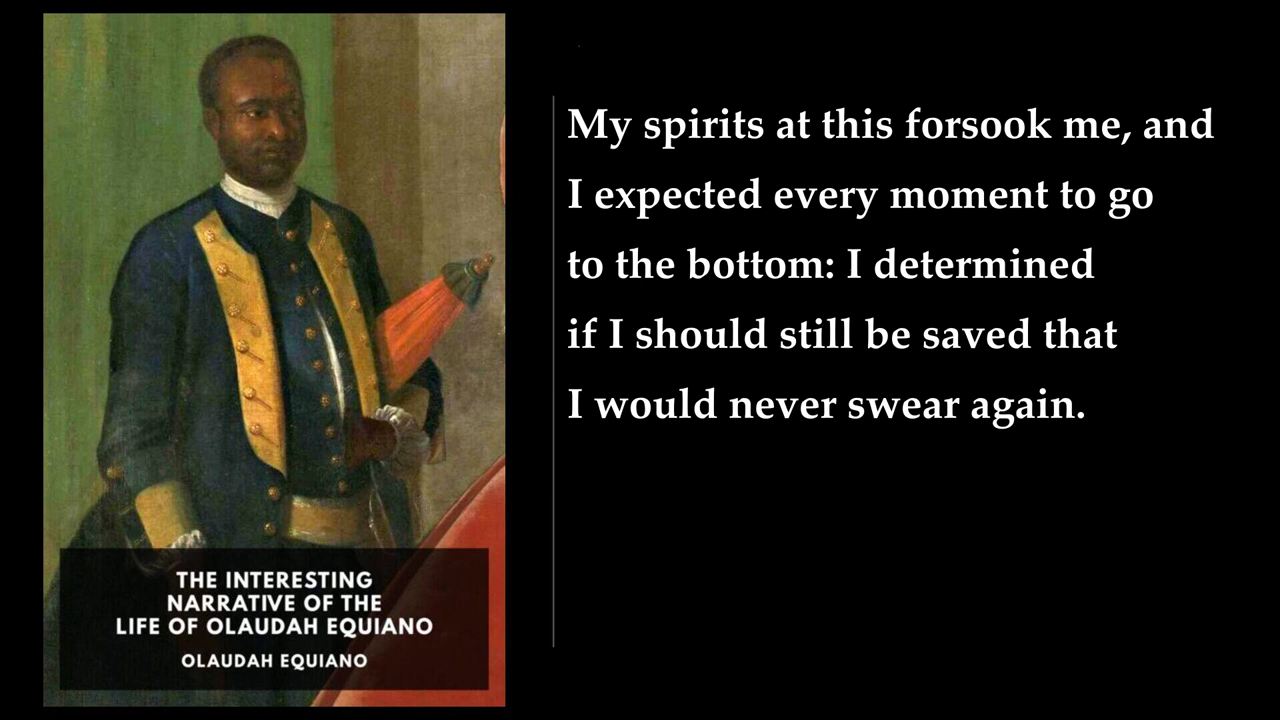 My spirits at this forsook me, and
I expected every moment to go
to the bottom: I determined
if I should still be saved that
I would never swear again.
THE INTERESTING
NARRATIVE OF THE
LIFE OF OLAUDAH EQUIANO
OLAUDAH EQUIANO